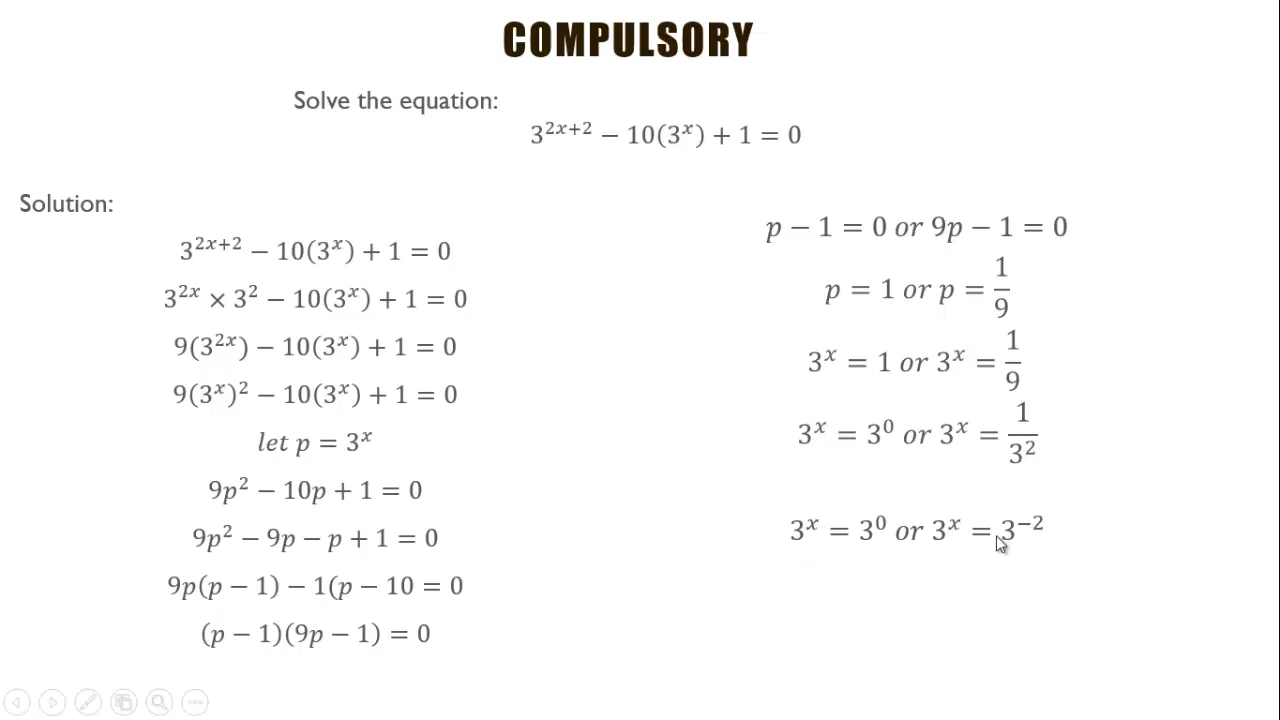 COMPULSORY
Solve the equation:
3^{2x+2} − 10(3^x) + 1 = 0
Solution:
3^{2x+2} − 10(3^x) + 1 = 0
3^{2x} × 3^2 − 10(3^x) + 1 = 0
9(3^{2x}) − 10(3^x) + 1 = 0
9(3^x)^2 − 10(3^x) + 1 = 0
let p = 3^x
9p^2 − 10p + 1 = 0
9p^2 − 9p − p + 1 = 0
9p(p − 1) − 1(p − 10 = 0
(p − 1)(9p − 1) = 0
p − 1 = 0 or 9p − 1 = 0
p = 1 or p = 1/9
3^x = 1 or 3^x = 1/9
3^x = 3^0 or 3^x = 1/3^2
3^x = 3^0 or 3^x = 3^{−2}